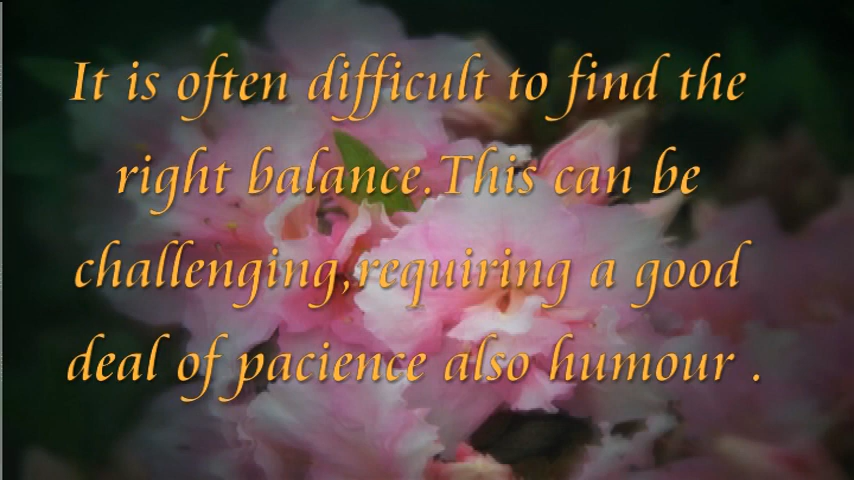 It is often difficult to find the
right balance.This can be
challenging,requiring a good
deal of pacience also humour .